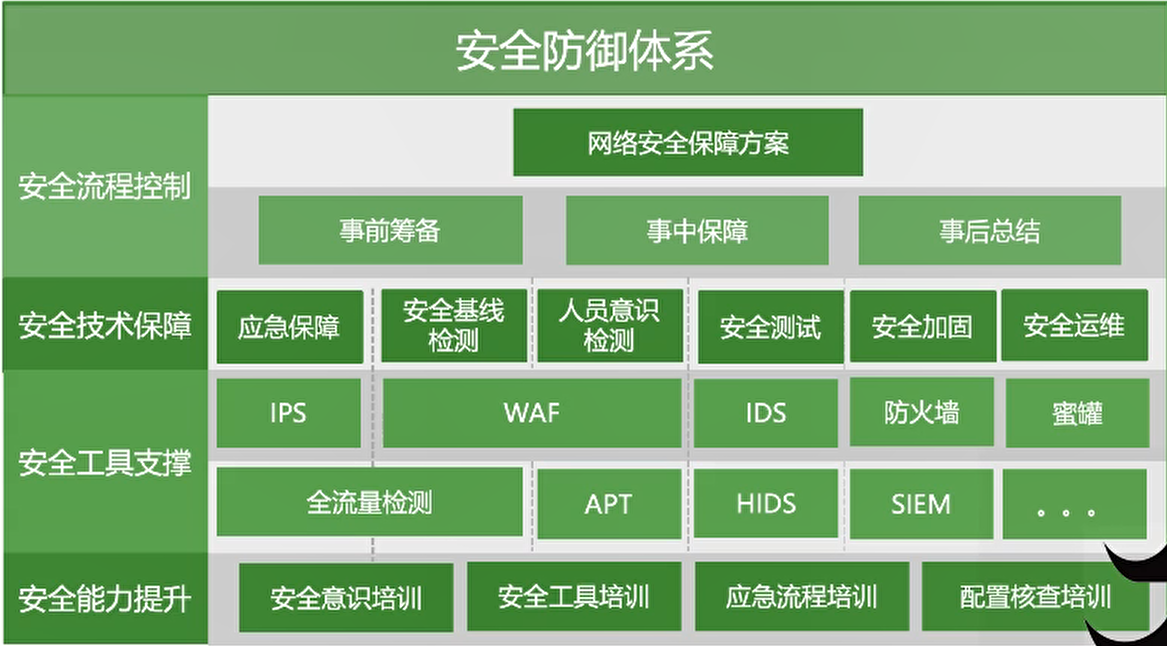 安全防御体系
安全流程控制
网络安全保障方案
事前筹备
事中保障
事后总结
安全技术保障
应急保障
安全基线
检测
人员意识
检测
安全测试
安全加固
安全运维
安全工具支撑
IPS
WAF
IDS
防火墙
蜜罐
全流量检测
APT
HIDS
SIEM
。。。
安全能力提升
安全意识培训
安全工具培训
应急流程培训
配置核查培训